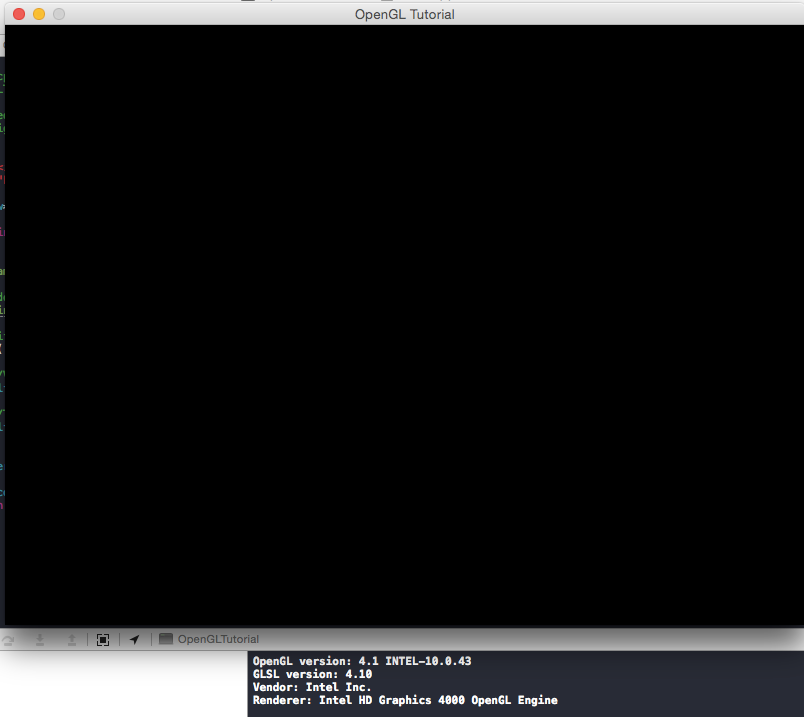 OpenGL Tutorial
OpenGLTutorial
OpenGL version: 4.1 INTEL-10.0.43
GLSL version: 4.10
Vendor: Intel Inc.
Renderer: Intel HD Graphics 4000 OpenGL Engine